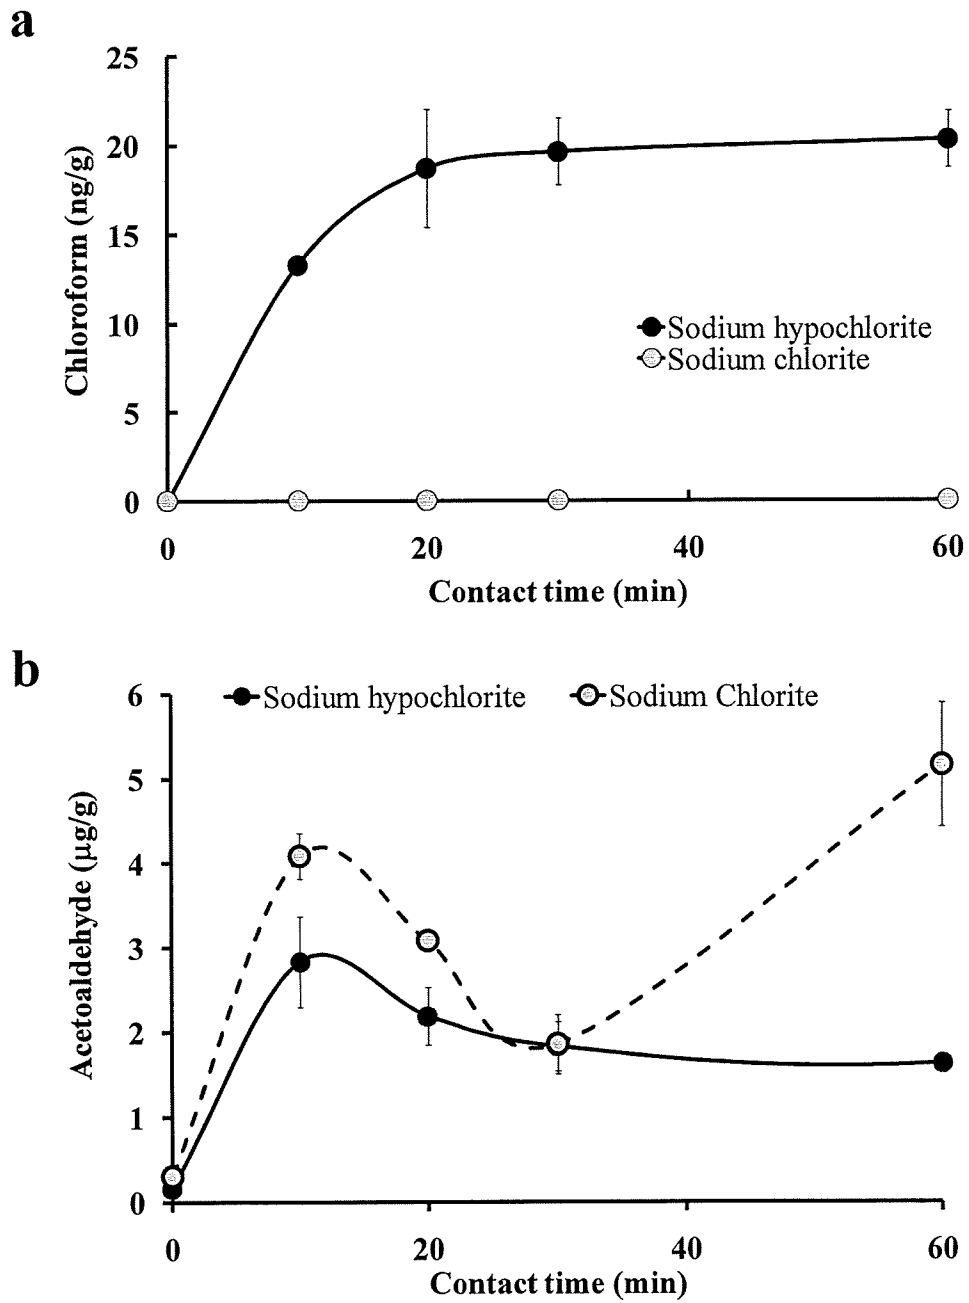 a
25
20
15
10
5
0
Chloroform (ng/g)
Sodium hypochlorite
Sodium chlorite
0 20 40 60
Contact time (min)
b
Sodium hypochlorite Sodium Chlorite
6
5
4
3
2
1
0
Acetoaldehyde (µg/g)
0 20 40 60
Contact time (min)